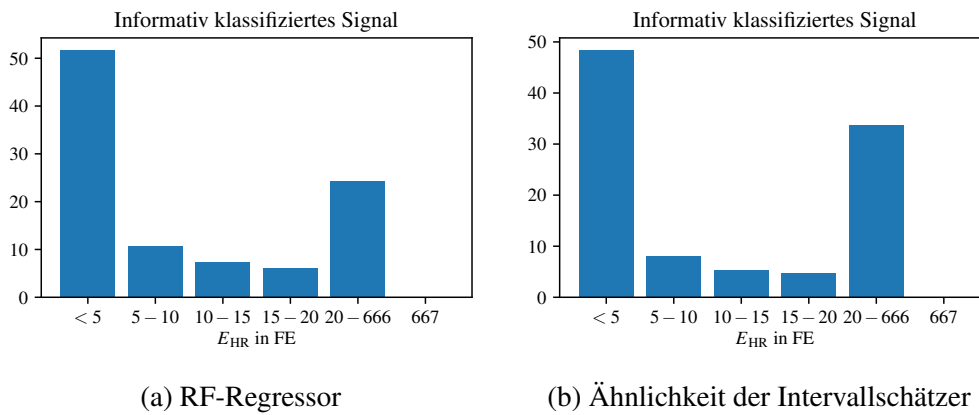 Informativ klassifiziertes Signal
50
40
30
20
10
0
< 5
5 − 10
10 − 15
15 − 20
20 − 666
667
E_HR in FE
(a) RF-Regressor
Informativ klassifiziertes Signal
50
40
30
20
10
0
< 5
5 − 10
10 − 15
15 − 20
20 − 666
667
E_HR in FE
(b) Ähnlichkeit der Intervallschätzer